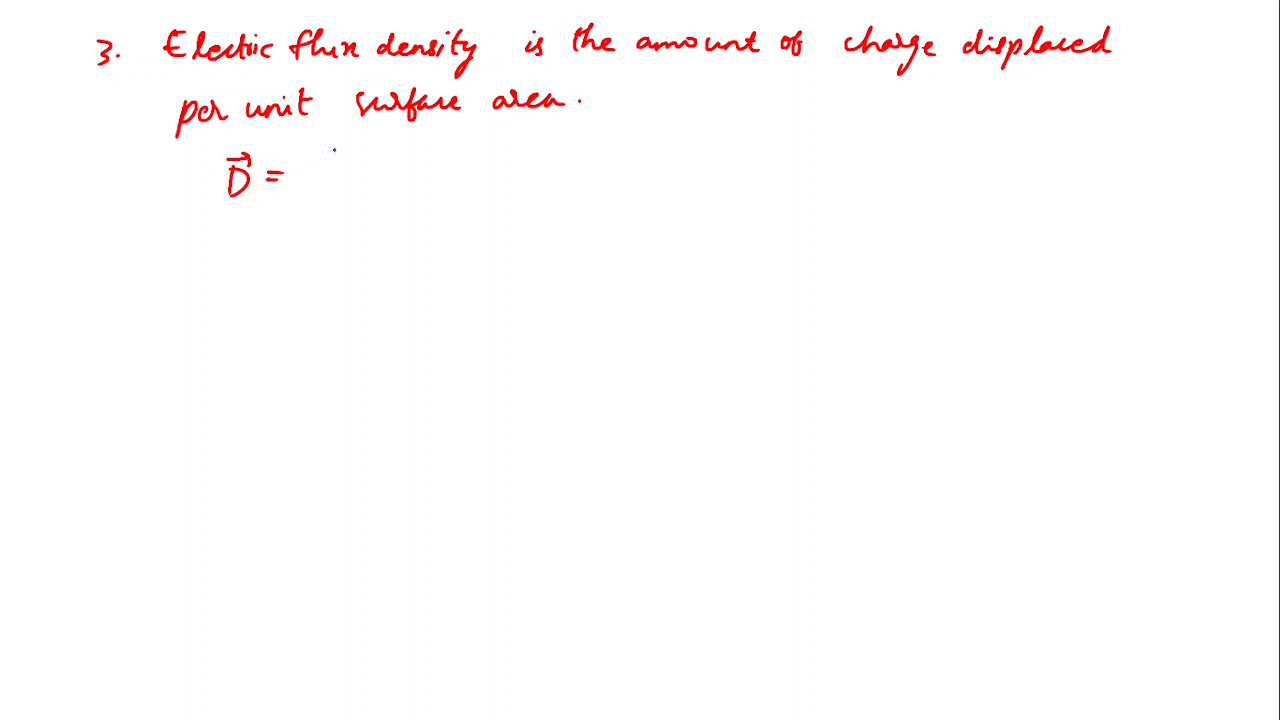 3. Electric flux density is the amount of charge displaced
per unit surface area.
D⃗ =